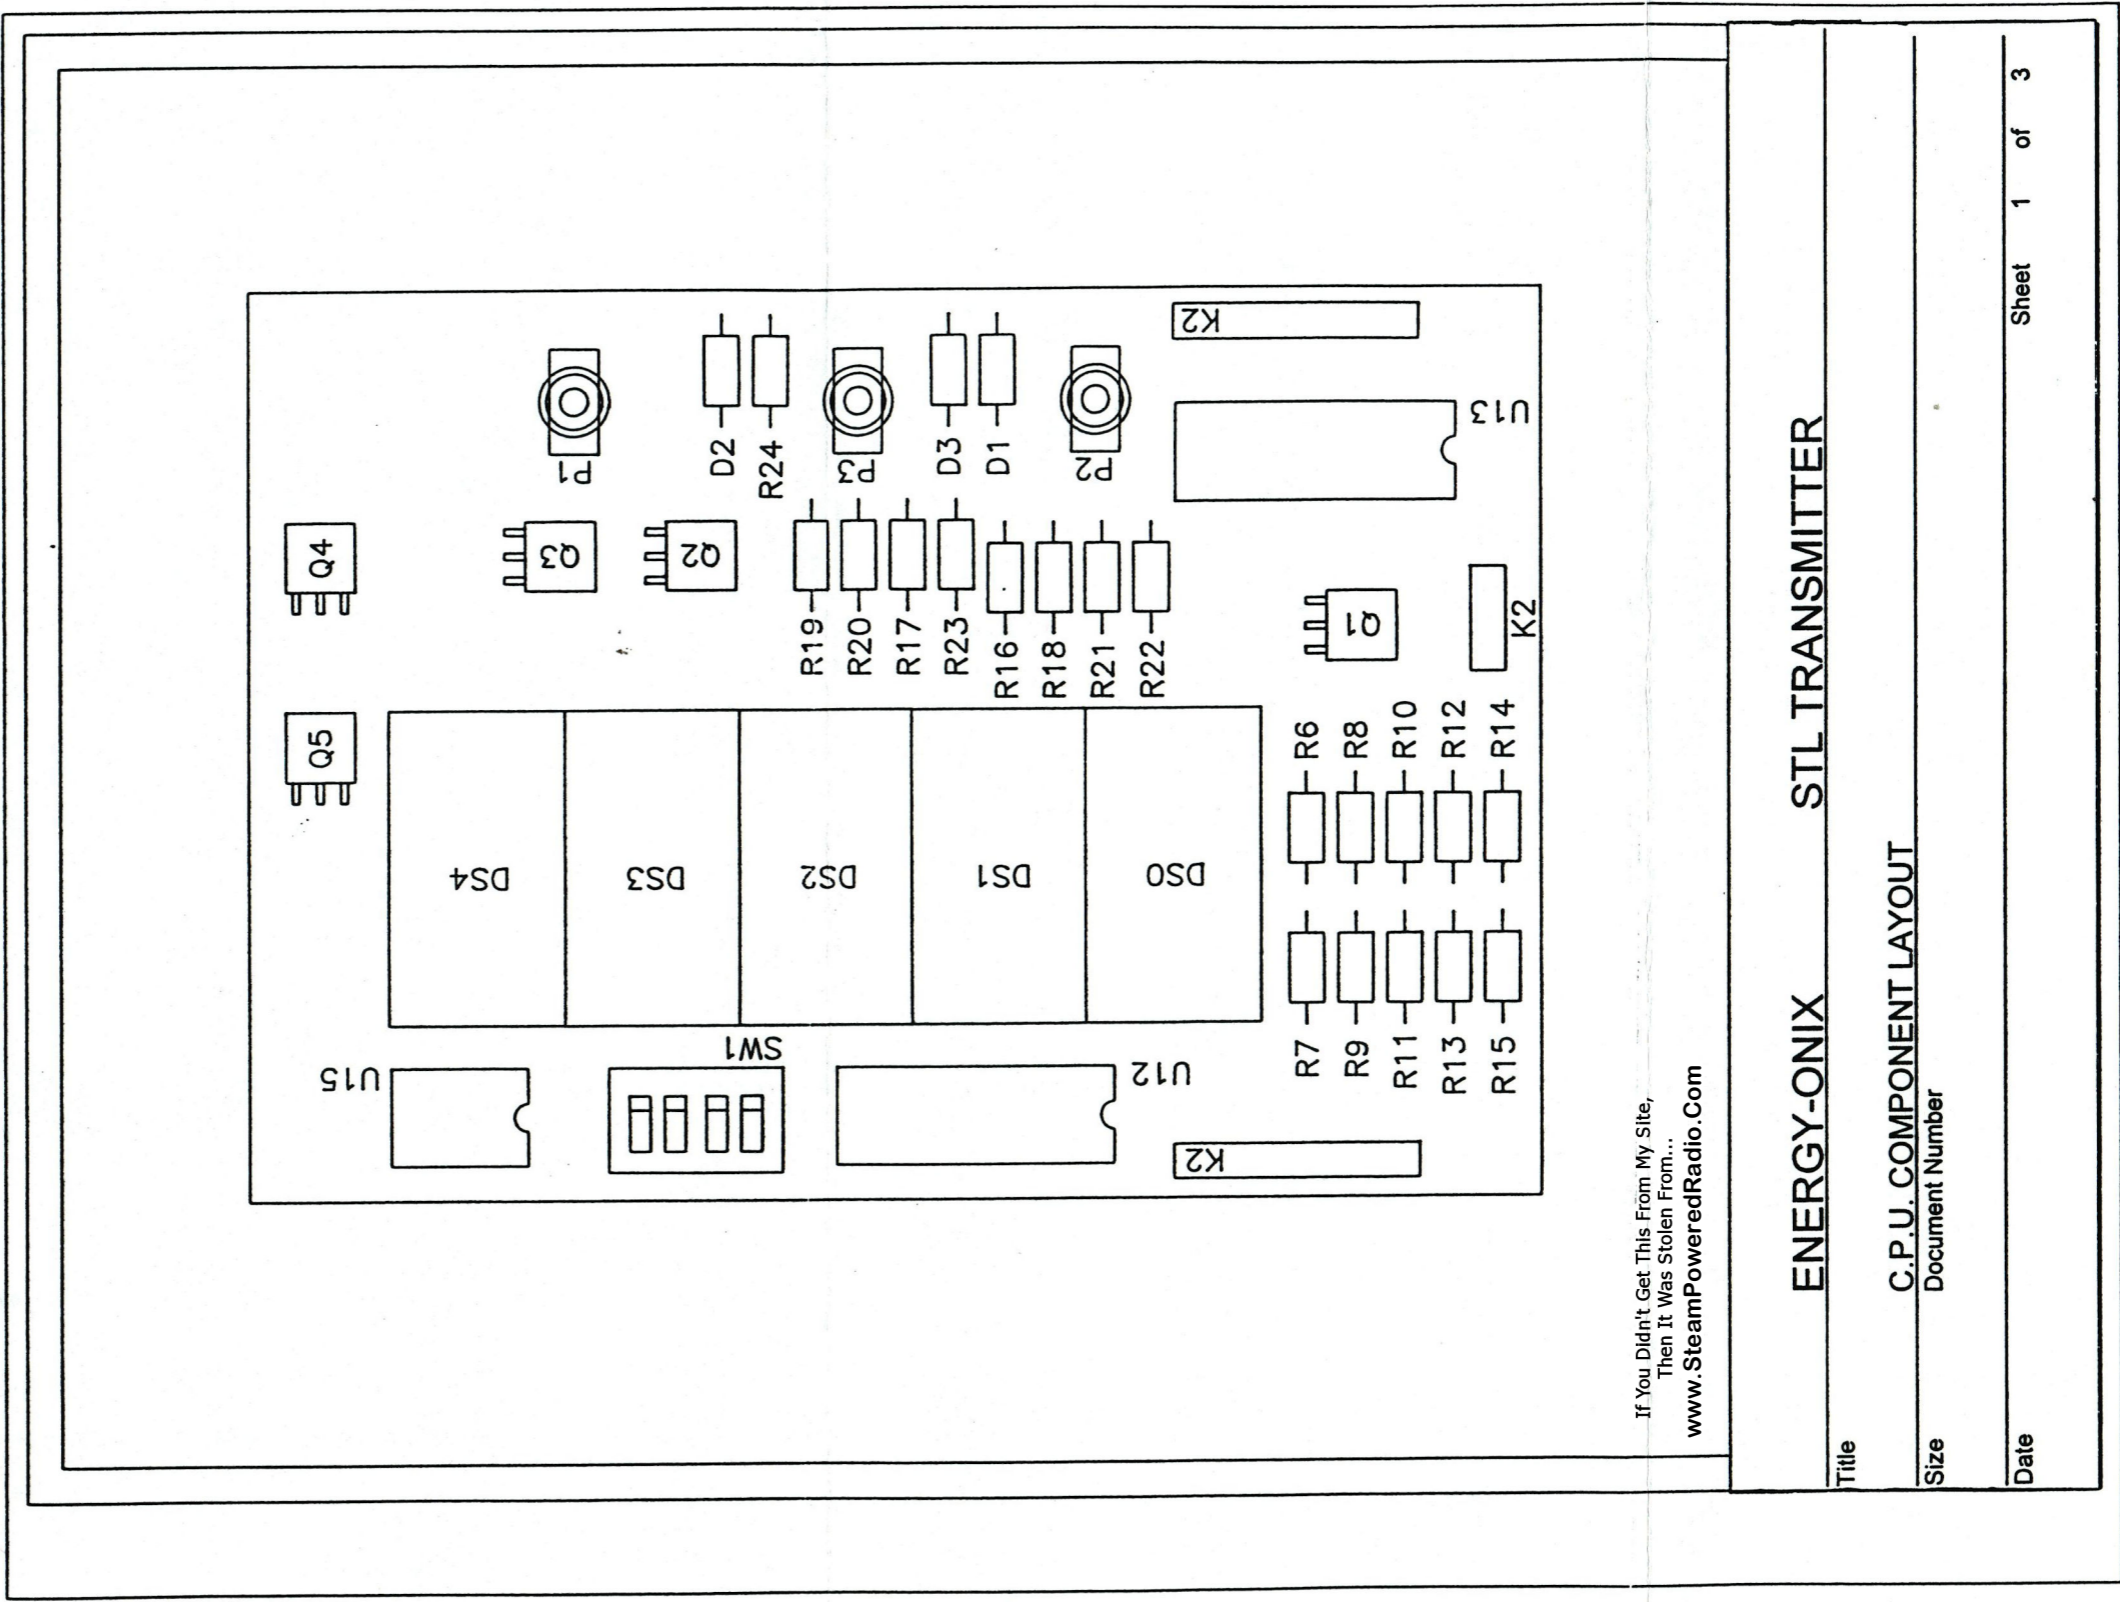 Q4
Q5
P1
D2
R24
P3
D3
D1
P2
K2
U13
Q3
Q2
R19
R20
R17
R23
R16
R18
R21
R22
Q1
K2
DS4
DS3
DS2
DS1
DS0
R6
R8
R10
R12
R14
R7
R9
R11
R13
R15
U15
SW1
U12
K2
If You Didn't Get This From My Site,
Then It Was Stolen From...
www.SteamPoweredRadio.Com
ENERGY-ONIX STL TRANSMITTER
Title
C.P.U. COMPONENT LAYOUT
Size Document Number
Date Sheet 1 of 3